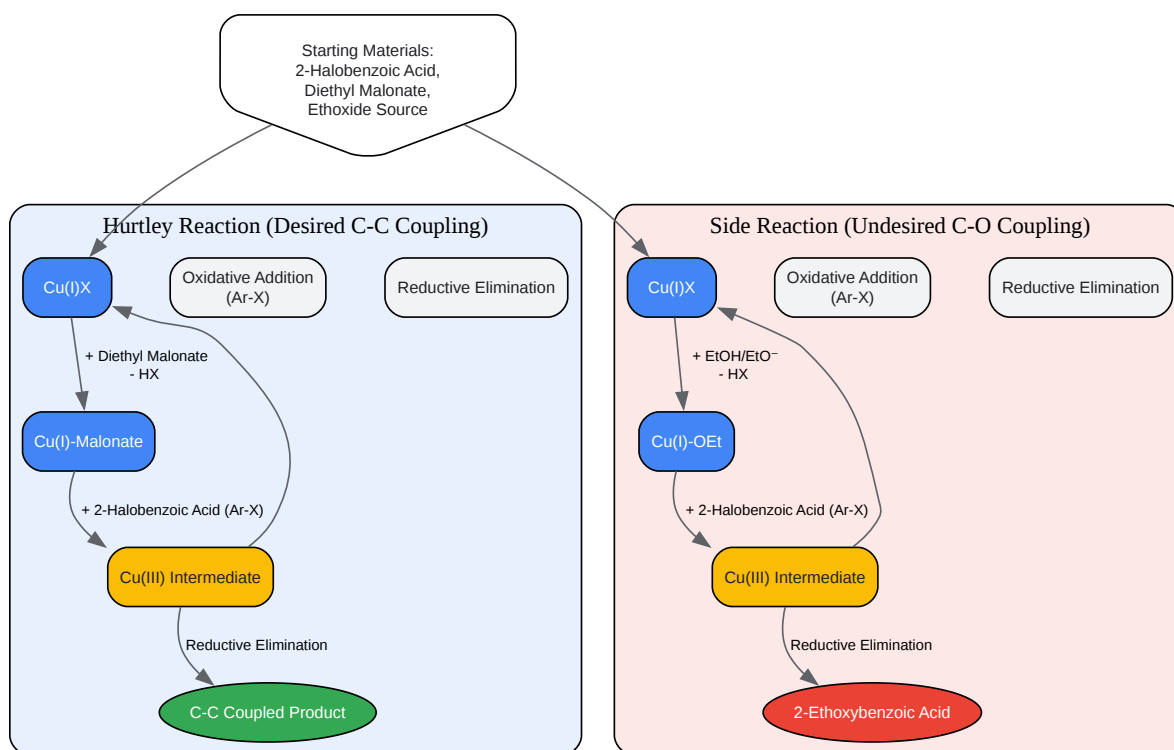 Starting Materials:
2-Halobenzoic Acid,
Diethyl Malonate,
Ethoxide Source
Hurtley Reaction (Desired C-C Coupling)
Cu(I)X
Oxidative Addition
(Ar-X)
Reductive Elimination
+ Diethyl Malonate
- HX
Cu(I)-Malonate
+ 2-Halobenzoic Acid (Ar-X)
Cu(III) Intermediate
Reductive Elimination
C-C Coupled Product
Side Reaction (Undesired C-O Coupling)
Cu(I)X
Oxidative Addition
(Ar-X)
Reductive Elimination
+ EtOH/EtO⁻
- HX
Cu(I)-OEt
+ 2-Halobenzoic Acid (Ar-X)
Cu(III) Intermediate
Reductive Elimination
2-Ethoxybenzoic Acid